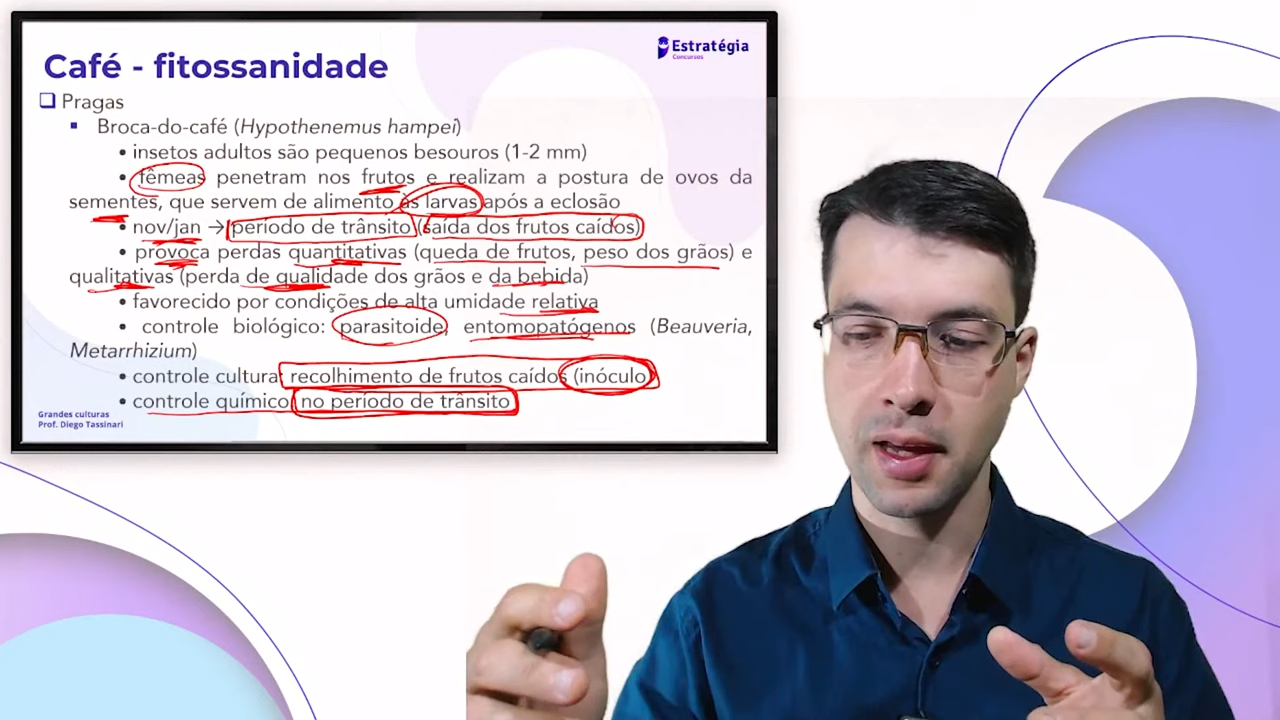 Café - fitossanidade
Estratégia
Concursos
❑ Pragas
▪ Broca-do-café (Hypothenemus hampei)
• insetos adultos são pequenos besouros (1-2 mm)
• fêmeas penetram nos frutos e realizam a postura de ovos da
sementes, que servem de alimento às larvas após a eclosão
• nov/jan → período de trânsito (saída dos frutos caídos)
• provoca perdas quantitativas (queda de frutos, peso dos grãos) e
qualitativas (perda de qualidade dos grãos e da bebida)
• favorecido por condições de alta umidade relativa
• controle biológico: parasitoide, entomopatógenos (Beauveria,
Metarrhizium)
• controle cultural: recolhimento de frutos caídos (inóculo)
• controle químico: no período de trânsito
Grandes culturas
Prof. Diego Tassinari